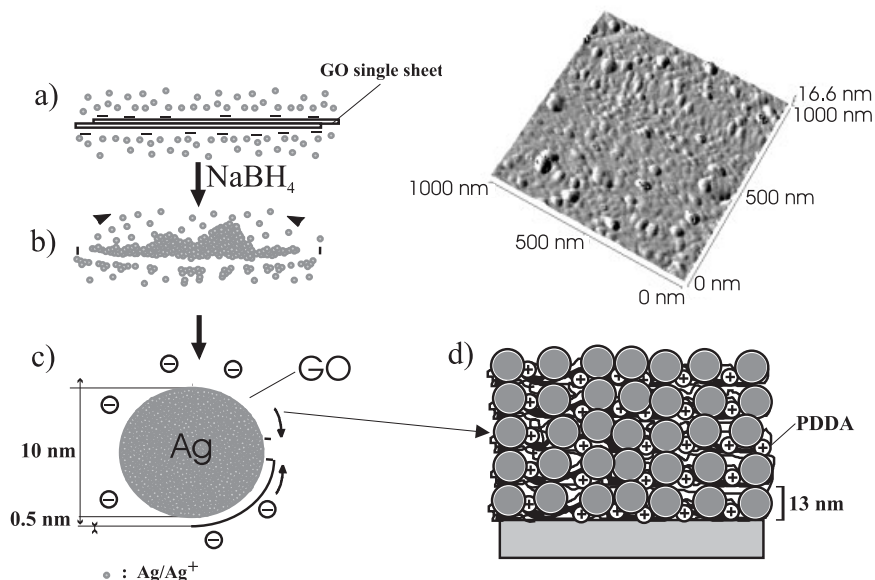 GO single sheet
a)
NaBH4
b)
16.6 nm
1000 nm
1000 nm
500 nm
500 nm
0 nm
0 nm
c)
GO
Ag
10 nm
0.5 nm
: Ag/Ag+
d)
PDDA
13 nm